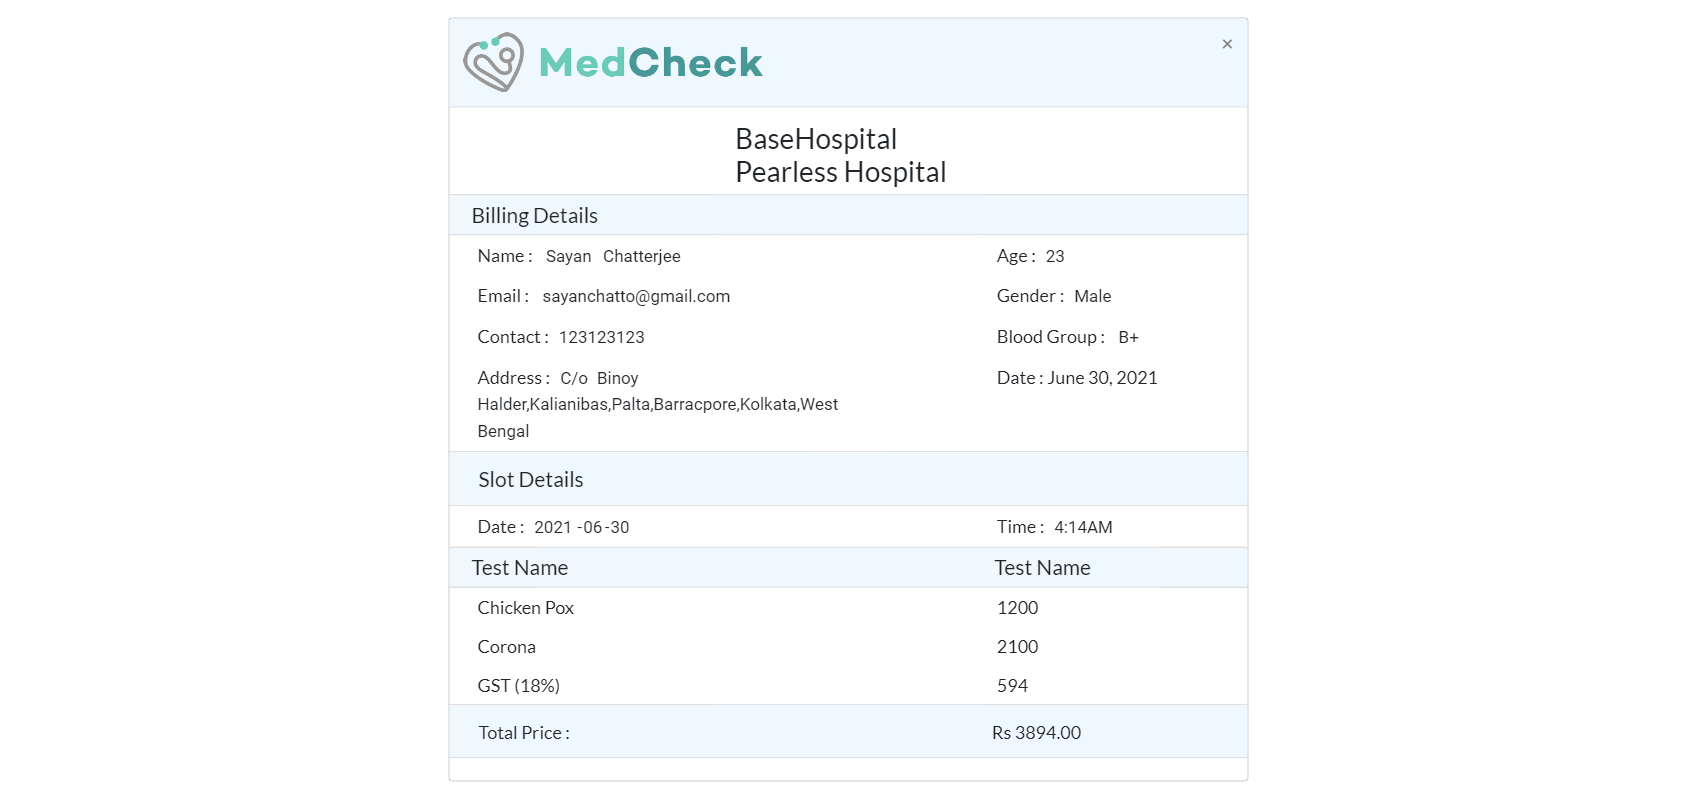 MedCheck
×
BaseHospital
Pearless Hospital
Billing Details
Name : Sayan Chatterjee Age : 23
Email : sayanchatto@gmail.com Gender : Male
Contact : 123123123 Blood Group : B+
Address : C/o Binoy Date : June 30, 2021
Halder,Kalianibas,Palta,Barracpore,Kolkata,West
Bengal
Slot Details
Date : 2021 -06-30 Time : 4:14AM
Test Name Test Name
Chicken Pox 1200
Corona 2100
GST (18%) 594
Total Price : Rs 3894.00